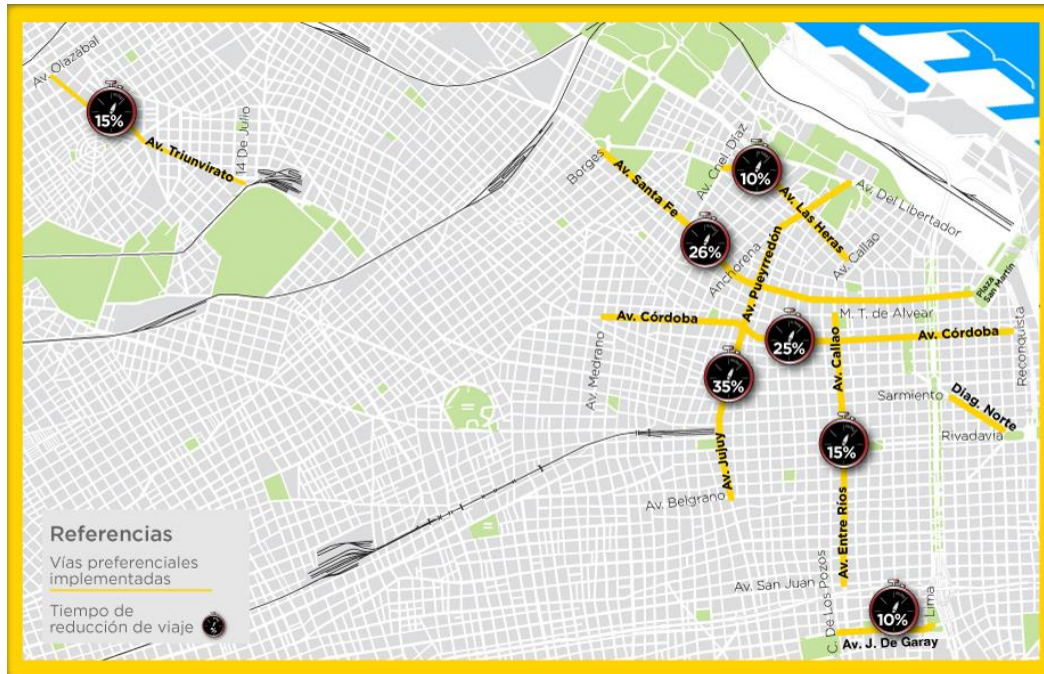 Av. Olazábal
15%
Av. Triunvirato
14 De Julio
Borges
Av. Santa Fe
Av. Cnel. Díaz
10%
Av. Las Heras
Av. Del Libertador
26%
Anchorena
Av. Pueyrredón
Av. Callao
Plaza
San Martín
M. T. de Alvear
Av. Córdoba
25%
Av. Córdoba
Av. Medrano
Av. Callao
Reconquista
35%
Sarmiento
Diag. Norte
Rivadavia
15%
Av. Jujuy
Av. Belgrano
Av. Entre Ríos
Av. San Juan
C. De Los Pozos
10%
Lima
Av. J. De Garay
Referencias
Vías preferenciales
implementadas
Tiempo de
reducción de viaje
%